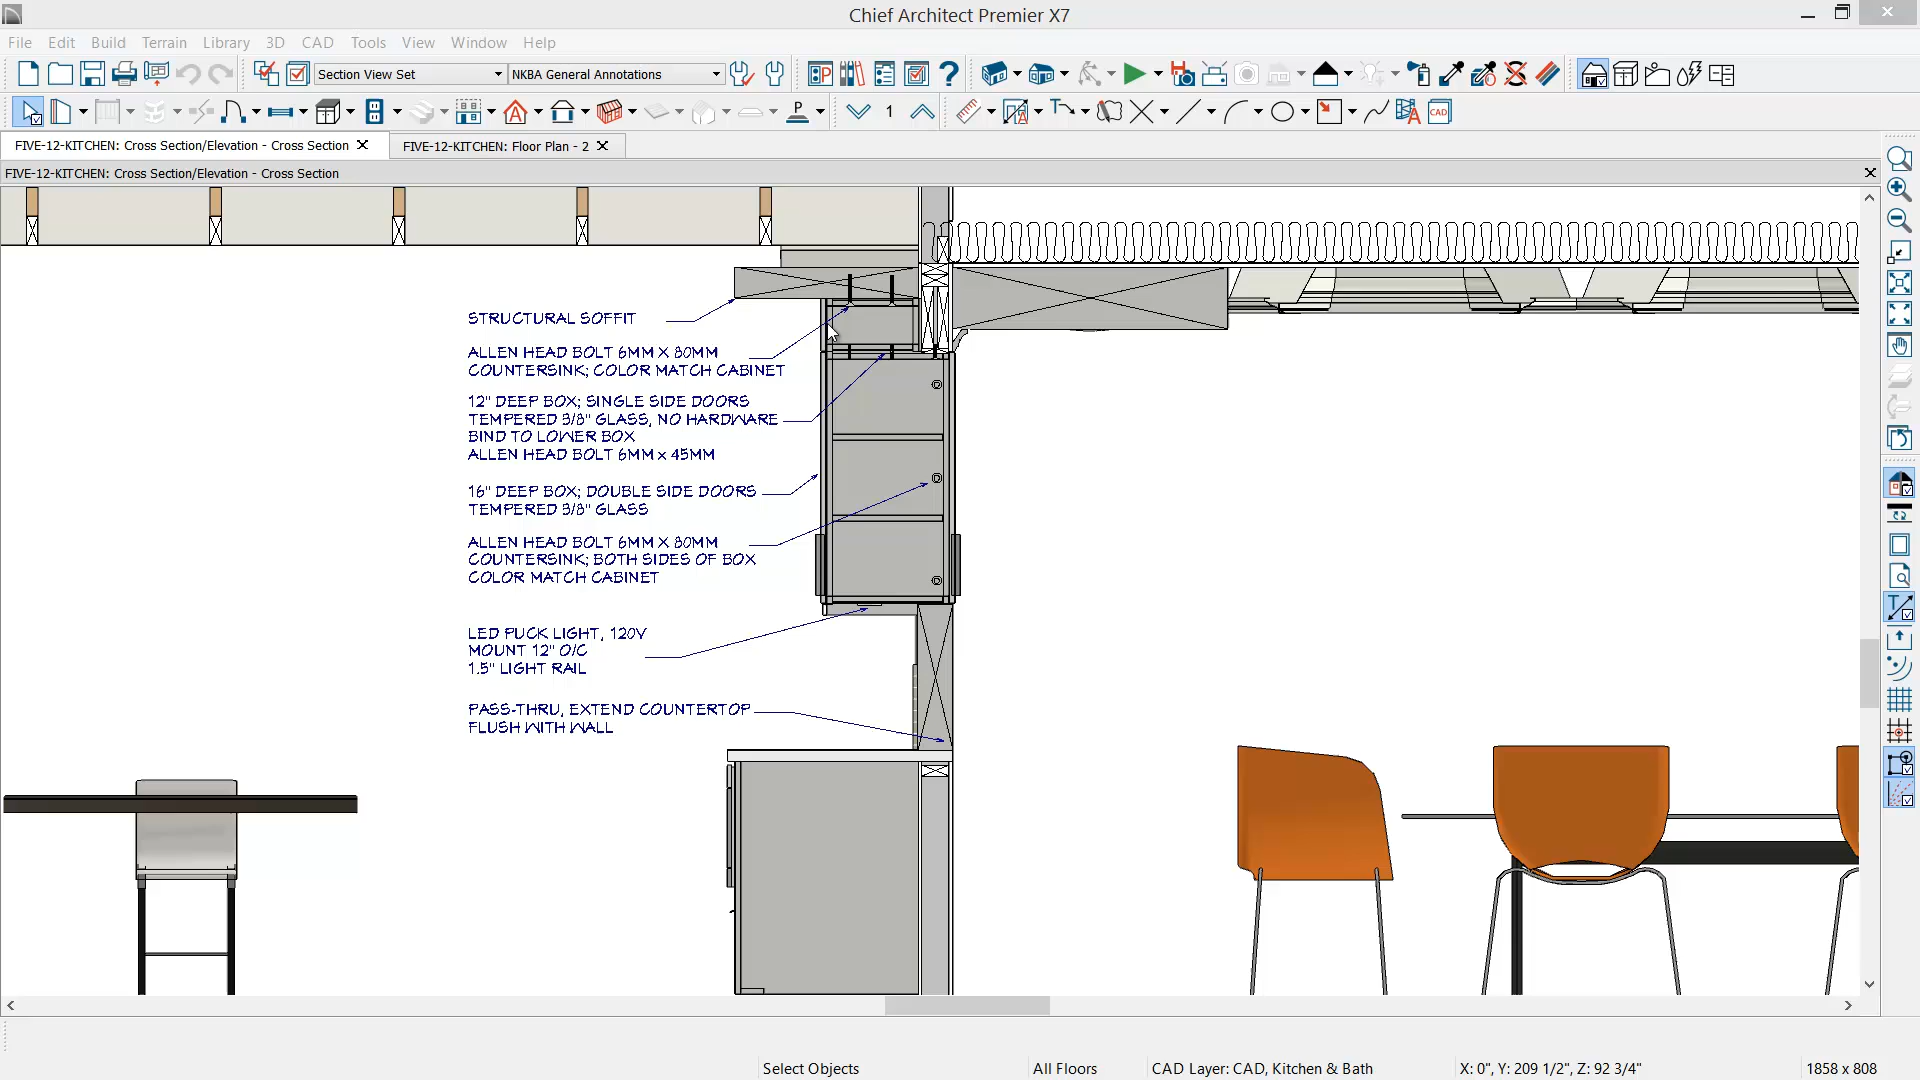 Chief Architect Premier X7
File Edit Build Terrain Library 3D CAD Tools View Window Help
Section View Set NKBA General Annotations
P 1 CAD
FIVE-12-KITCHEN: Cross Section/Elevation - Cross Section FIVE-12-KITCHEN: Floor Plan - 2
FIVE-12-KITCHEN: Cross Section/Elevation - Cross Section
STRUCTURAL SOFFIT
ALLEN HEAD BOLT 6MM X 80MM
COUNTERSINK; COLOR MATCH CABINET
12" DEEP BOX; SINGLE SIDE DOORS
TEMPERED 3/8" GLASS, NO HARDWARE
BIND TO LOWER BOX
ALLEN HEAD BOLT 6MM x 45MM
16" DEEP BOX; DOUBLE SIDE DOORS
TEMPERED 3/8" GLASS
ALLEN HEAD BOLT 6MM X 80MM
COUNTERSINK; BOTH SIDES OF BOX
COLOR MATCH CABINET
LED PUCK LIGHT, 120V
MOUNT 12" O/C
1.5" LIGHT RAIL
PASS-THRU, EXTEND COUNTERTOP
FLUSH WITH WALL
Select Objects All Floors CAD Layer: CAD, Kitchen & Bath X: 0", Y: 209 1/2", Z: 92 3/4" 1858 x 808